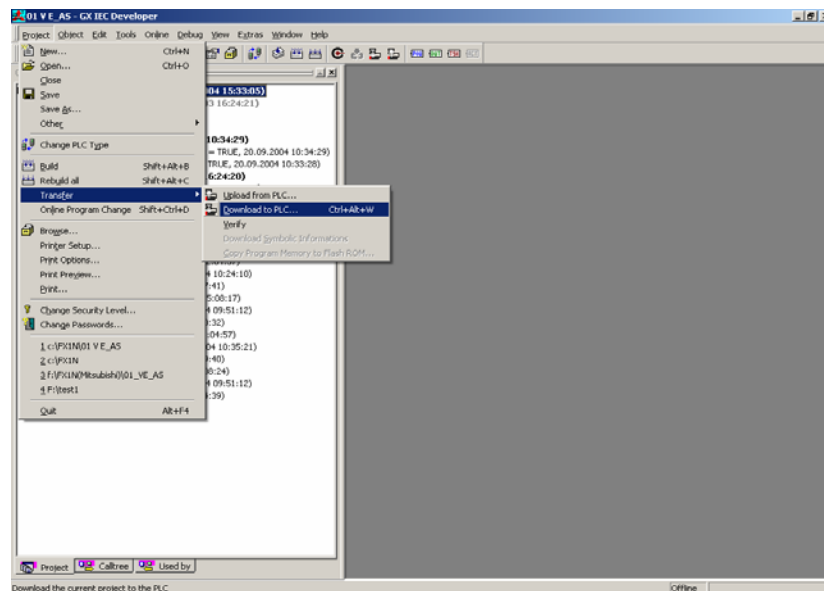 01 V E_AS - GX IEC Developer
Project Object Edit Tools Online Debug View Extras Window Help
New... Ctrl+N
Open... Ctrl+O
Close
Save
Save As...
Other
Change PLC Type
Build Shift+Alt+B
Rebuild all Shift+Alt+C
Transfer
Online Program Change Shift+Ctrl+D
Browse...
Printer Setup...
Print Options...
Print Preview...
Print...
Change Security Level...
Change Passwords...
1 c:\FX1N\01 V E_AS
2 c:\FX1N
3 f:\FX1N(Mitsubishi)\01_VE_AS
4 F:\test1
Quit Alt+F4
Upload from PLC...
Download to PLC... Ctrl+Alt+W
Verify
Download Symbolic Informations
Copy Program Memory to Flash ROM...
04 15:33:05)
03 16:24:21)
10:34:29)
= TRUE, 20.09.2004 10:34:29)
TRUE, 20.09.2004 10:33:28)
6:24:20)
4 10:24:10)
:41)
5:08:17)
4 09:51:12)
:32)
:04:57)
04 10:35:21)
:40)
:8:24)
4 09:51:12)
:39)
Project Calltree Used by
Download the current project to the PLC
Offline